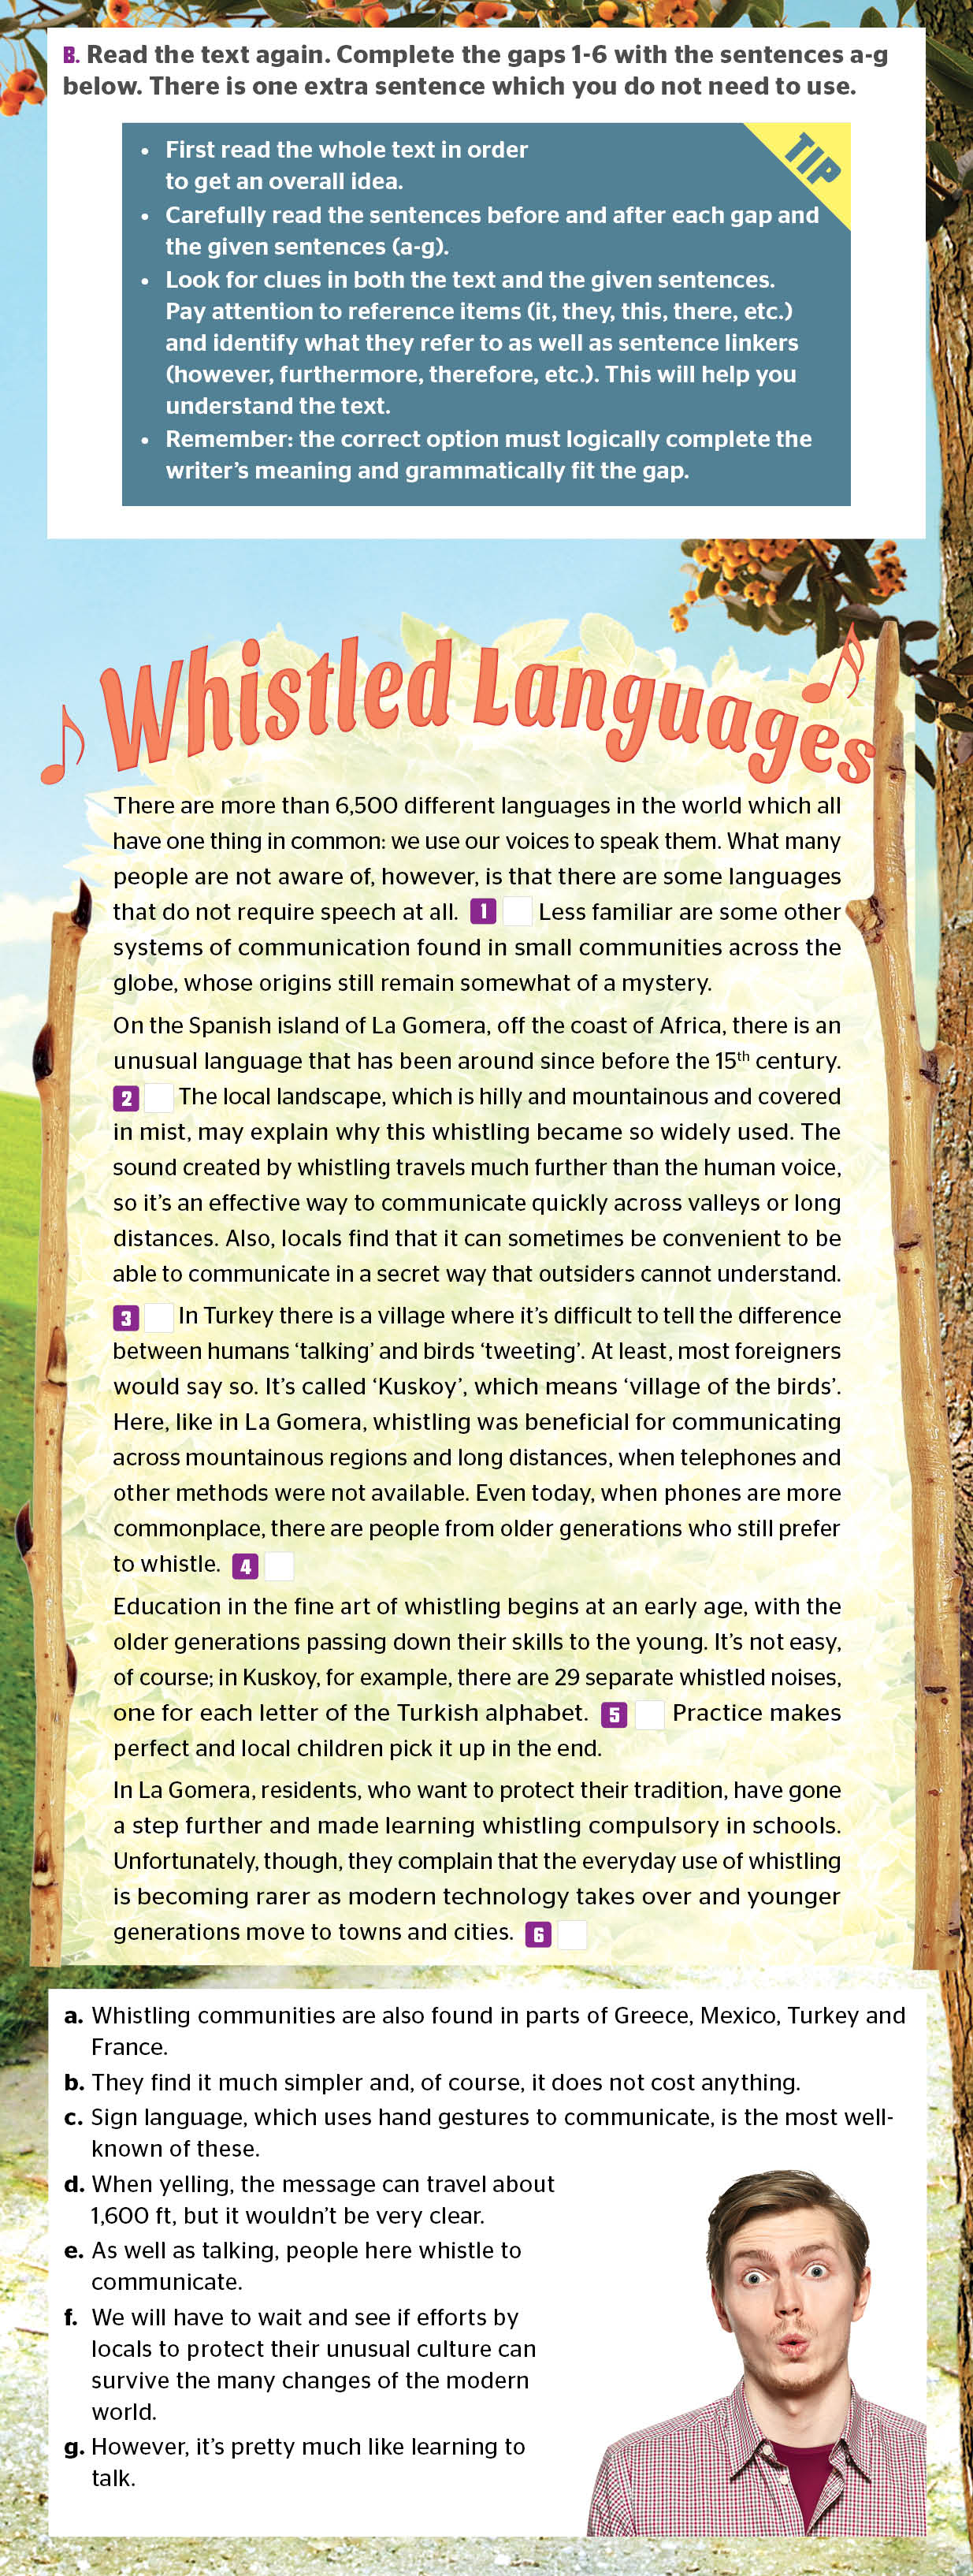 B. Read the text again. Complete the gaps 1-6 with the sentences a-g
below. There is one extra sentence which you do not need to use.
TIP
• First read the whole text in order
to get an overall idea.
• Carefully read the sentences before and after each gap and
the given sentences (a-g).
• Look for clues in both the text and the given sentences.
Pay attention to reference items (it, they, this, there, etc.)
and identify what they refer to as well as sentence linkers
(however, furthermore, therefore, etc.). This will help you
understand the text.
• Remember: the correct option must logically complete the
writer's meaning and grammatically fit the gap.
Whistled Languages
There are more than 6,500 different languages in the world which all
have one thing in common: we use our voices to speak them. What many
people are not aware of, however, is that there are some languages
that do not require speech at all. 1 Less familiar are some other
systems of communication found in small communities across the
globe, whose origins still remain somewhat of a mystery.
On the Spanish island of La Gomera, off the coast of Africa, there is an
unusual language that has been around since before the 15th century.
2 The local landscape, which is hilly and mountainous and covered
in mist, may explain why this whistling became so widely used. The
sound created by whistling travels much further than the human voice,
so it's an effective way to communicate quickly across valleys or long
distances. Also, locals find that it can sometimes be convenient to be
able to communicate in a secret way that outsiders cannot understand.
3 In Turkey there is a village where it's difficult to tell the difference
between humans 'talking' and birds 'tweeting'. At least, most foreigners
would say so. It's called 'Kuskoy', which means 'village of the birds'.
Here, like in La Gomera, whistling was beneficial for communicating
across mountainous regions and long distances, when telephones and
other methods were not available. Even today, when phones are more
commonplace, there are people from older generations who still prefer
to whistle. 4
Education in the fine art of whistling begins at an early age, with the
older generations passing down their skills to the young. It's not easy,
of course; in Kuskoy, for example, there are 29 separate whistled noises,
one for each letter of the Turkish alphabet. 5 Practice makes
perfect and local children pick it up in the end.
In La Gomera, residents, who want to protect their tradition, have gone
a step further and made learning whistling compulsory in schools.
Unfortunately, though, they complain that the everyday use of whistling
is becoming rarer as modern technology takes over and younger
generations move to towns and cities. 6
a. Whistling communities are also found in parts of Greece, Mexico, Turkey and
France.
b. They find it much simpler and, of course, it does not cost anything.
c. Sign language, which uses hand gestures to communicate, is the most well-
known of these.
d. When yelling, the message can travel about
1,600 ft, but it wouldn't be very clear.
e. As well as talking, people here whistle to
communicate.
f. We will have to wait and see if efforts by
locals to protect their unusual culture can
survive the many changes of the modern
world.
g. However, it's pretty much like learning to
talk.